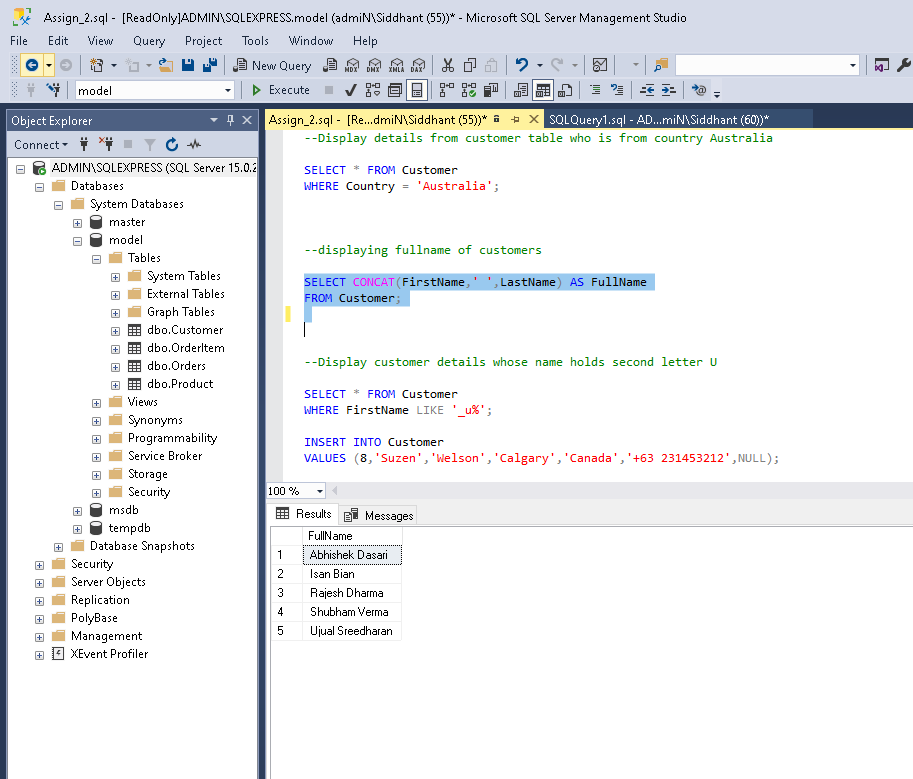 Assign_2.sql - [ReadOnly]ADMIN\SQLEXPRESS.model (admiN\Siddhant (55))* - Microsoft SQL Server Management Studio
File Edit View Query Project Tools Window Help
New Query MDX DMX XMLA DAX
model Execute
Object Explorer
Assign_2.sql - [Re...dmiN\Siddhant (55))* SQLQuery1.sql - AD...miN\Siddhant (60))*
Connect
ADMIN\SQLEXPRESS (SQL Server 15.0.2
Databases
System Databases
master
model
Tables
System Tables
External Tables
Graph Tables
dbo.Customer
dbo.OrderItem
dbo.Orders
dbo.Product
Views
Synonyms
Programmability
Service Broker
Storage
Security
msdb
tempdb
Database Snapshots
Security
Server Objects
Replication
PolyBase
Management
XEvent Profiler
--Display details from customer table who is from country Australia
SELECT * FROM Customer
WHERE Country = 'Australia';
--displaying fullname of customers
SELECT CONCAT(FirstName,' ',LastName) AS FullName
FROM Customer;
--Display customer details whose name holds second letter U
SELECT * FROM Customer
WHERE FirstName LIKE '_u%';
INSERT INTO Customer
VALUES (8,'Suzen','Welson','Calgary','Canada','+63 231453212',NULL);
100 %
Results Messages
FullName
1 Abhishek Dasari
2 Isan Bian
3 Rajesh Dharma
4 Shubham Verma
5 Ujual Sreedharan